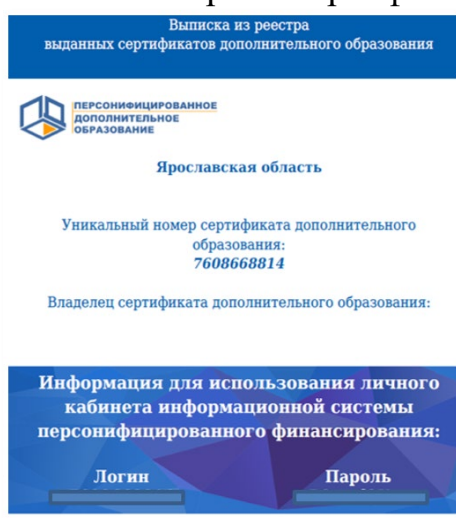 Выписка из реестра
выданных сертификатов дополнительного образования
ПЕРСОНИФИЦИРОВАННОЕ
ДОПОЛНИТЕЛЬНОЕ
ОБРАЗОВАНИЕ
Ярославская область
Уникальный номер сертификата дополнительного
образования:
7608668814
Владелец сертификата дополнительного образования:
Информация для использования личного
кабинета информационной системы
персонифицированного финансирования:
Логин Пароль